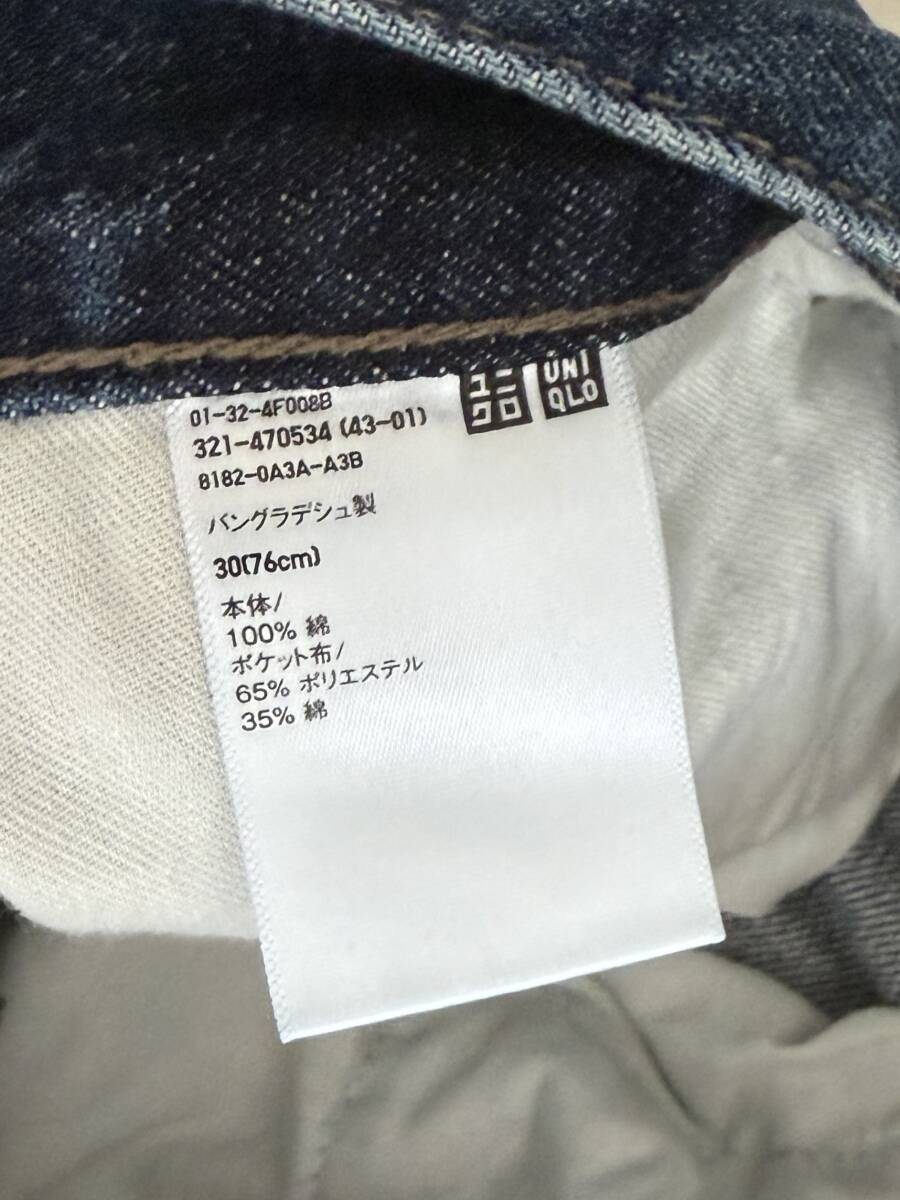 ユニ
クロ
UNI
QLO
01-32-4F008B
321-470534 (43-01)
8182-0A3A-A3B
バングラデシュ製
30(76cm)
本体/
100% 綿
ポケット布/
65% ポリエステル
35% 綿